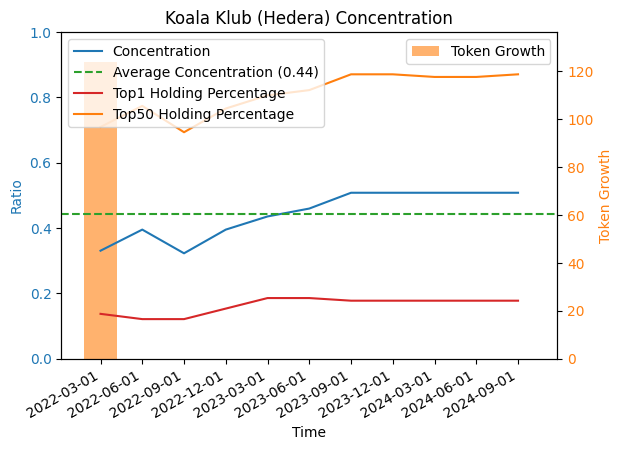 Koala Klub (Hedera) Concentration
Concentration
Average Concentration (0.44)
Top1 Holding Percentage
Top50 Holding Percentage
Token Growth
1.0
0.8
0.6
0.4
0.2
0.0
Ratio
120
100
80
60
40
20
0
Token Growth
2022-03-01
2022-06-01
2022-09-01
2022-12-01
2023-03-01
2023-06-01
2023-09-01
2023-12-01
2024-03-01
2024-06-01
2024-09-01
Time